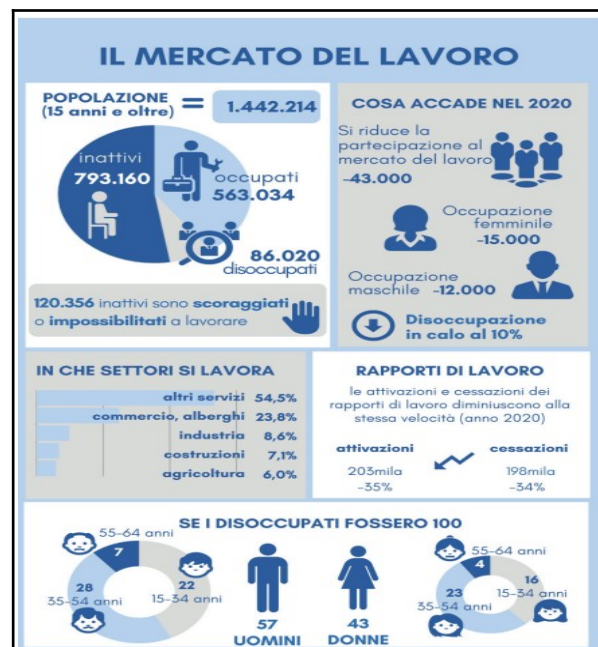 IL MERCATO DEL LAVORO
POPOLAZIONE
(15 anni e oltre)
=
1.442.214
inattivi
793.160
occupati
563.034
86.020
disoccupati
120.356 inattivi sono scoraggiati
o impossibilitati a lavorare
COSA ACCADE NEL 2020
Si riduce la
partecipazione al
mercato del lavoro
-43.000
Occupazione
femminile
-15.000
Occupazione
maschile -12.000
Disoccupazione
in calo al 10%
IN CHE SETTORI SI LAVORA
altri servizi 54,5%
commercio, alberghi 23,8%
industria 8,6%
costruzioni 7,1%
agricoltura 6,0%
RAPPORTI DI LAVORO
le attivazioni e cessazioni dei
rapporti di lavoro diminuiscono alla
stessa velocità (anno 2020)
attivazioni
203mila
-35%
cessazioni
198mila
-34%
SE I DISOCCUPATI FOSSERO 100
55-64 anni
7
28
35-54 anni
22
15-34 anni
57
UOMINI
43
DONNE
55-64 anni
4
23
35-54 anni
16
15-34 anni